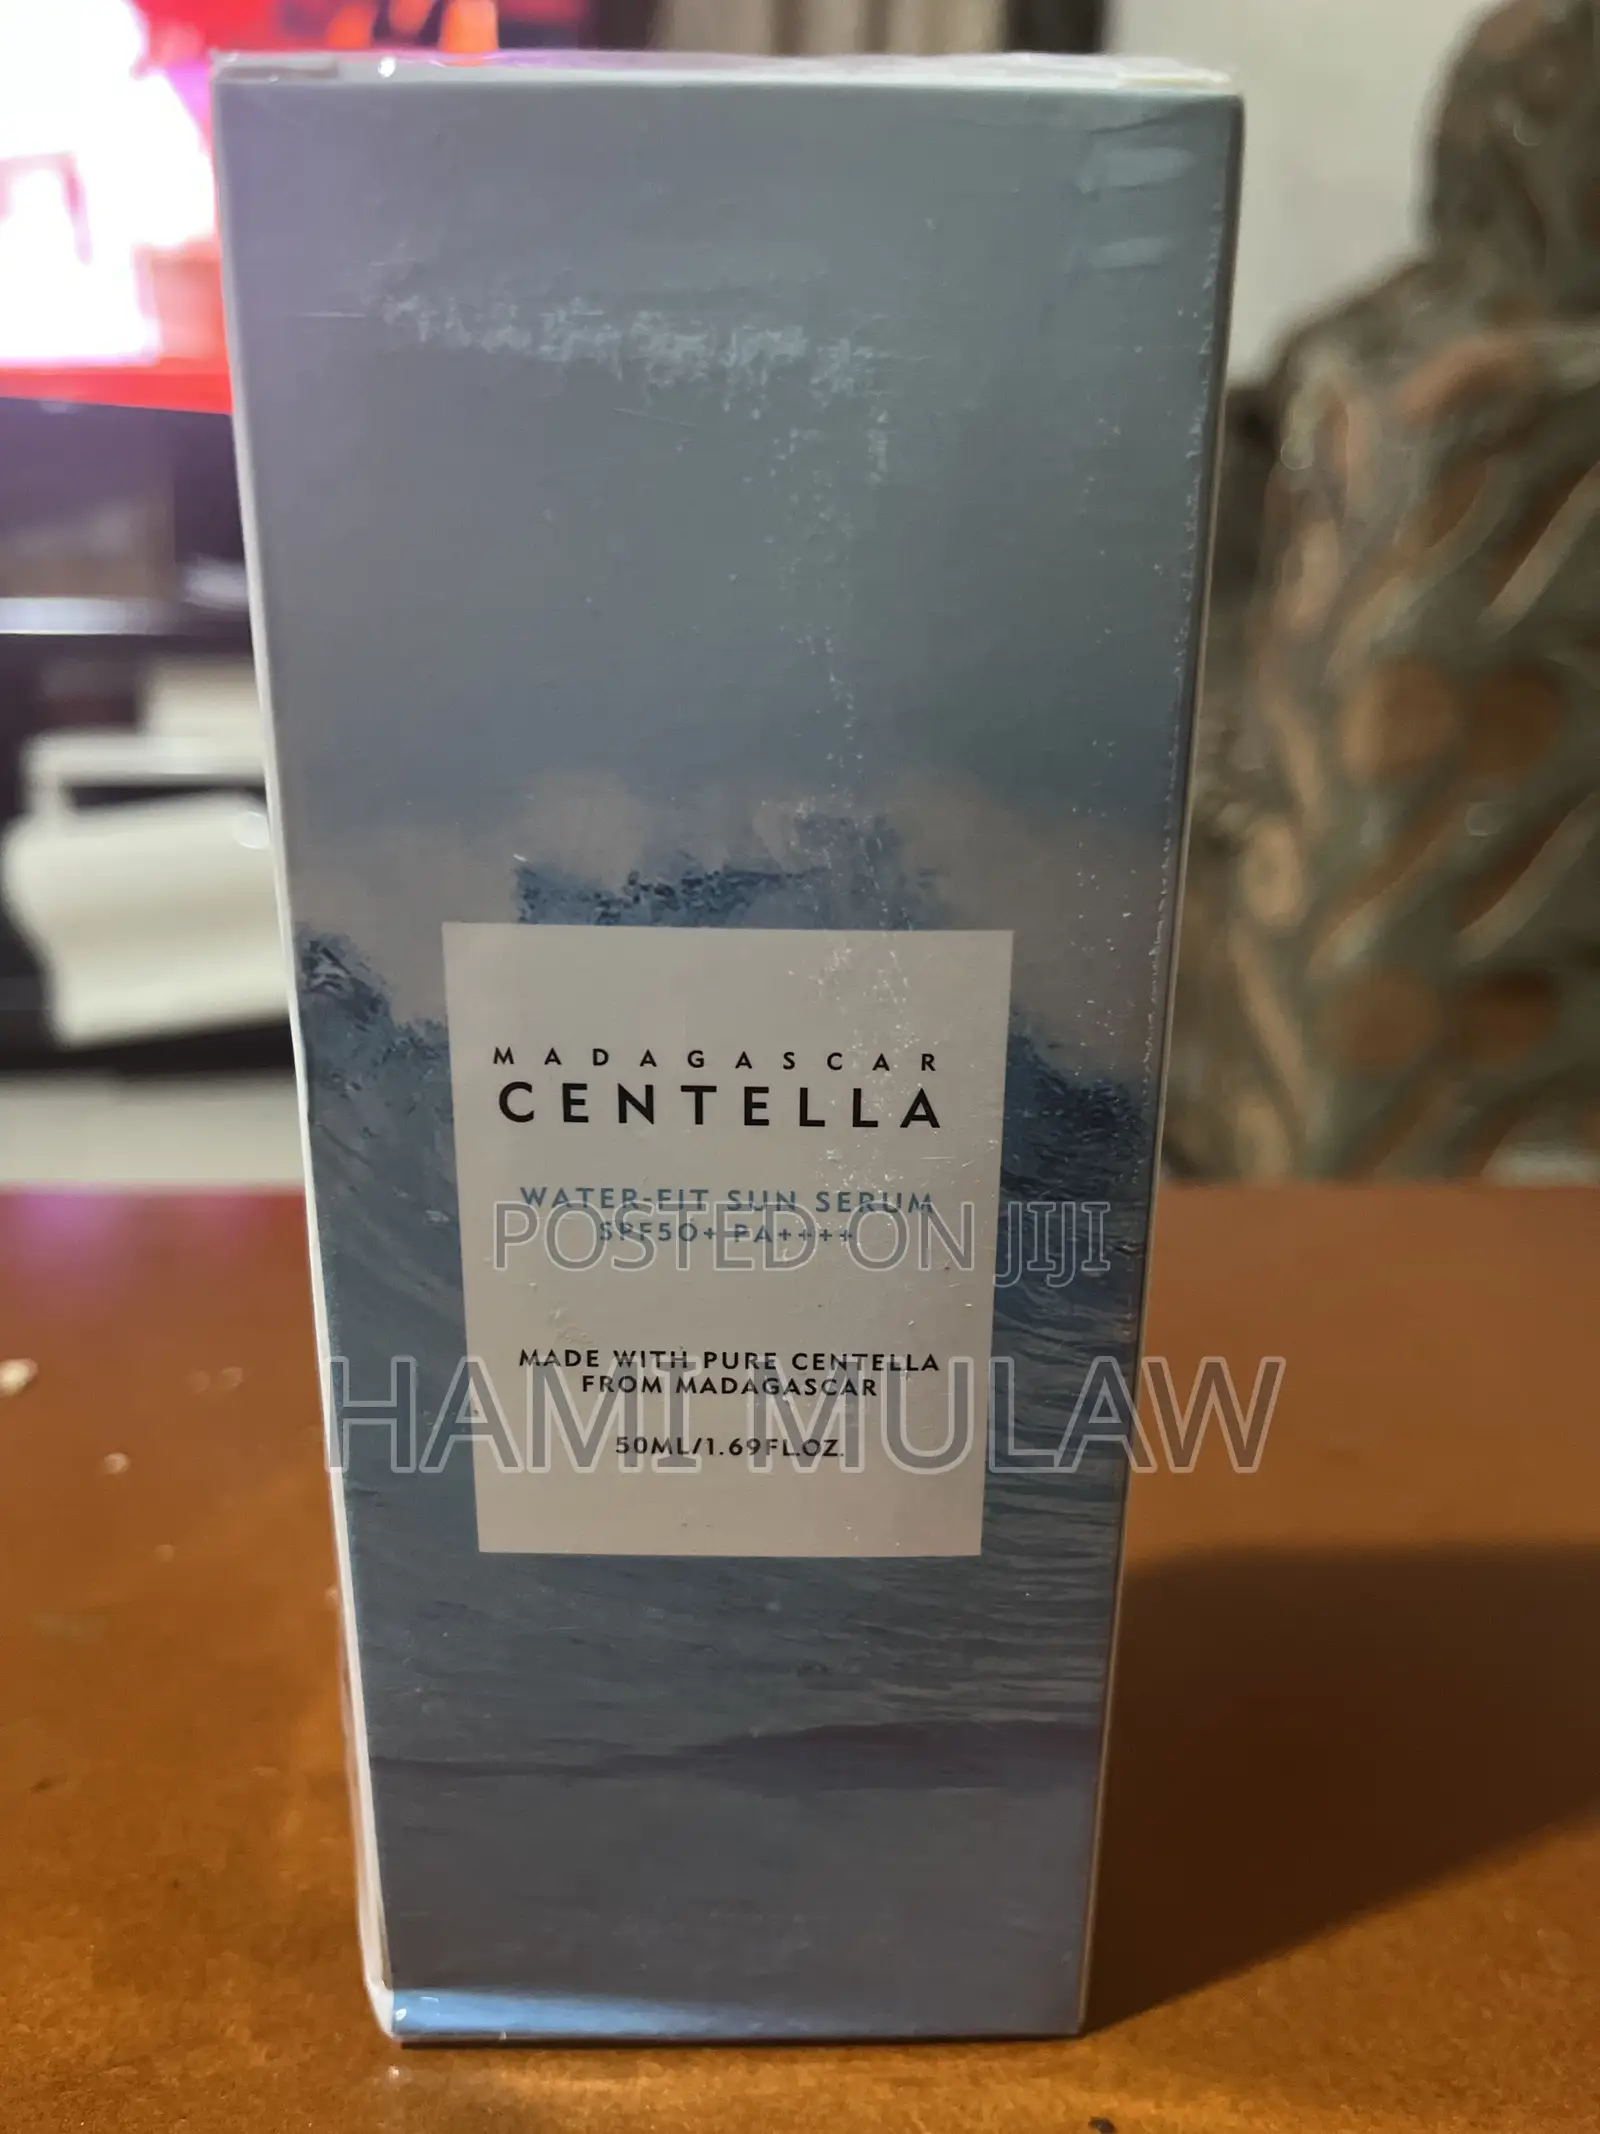 MADAGASCAR
CENTELLA
WATER-FIT SUN SERUM
SPF50+ PA++++
POSTED ON JIJI
MADE WITH PURE CENTELLA
FROM MADAGASCAR
HAMI MULAW
50ML/1.69FL.OZ.